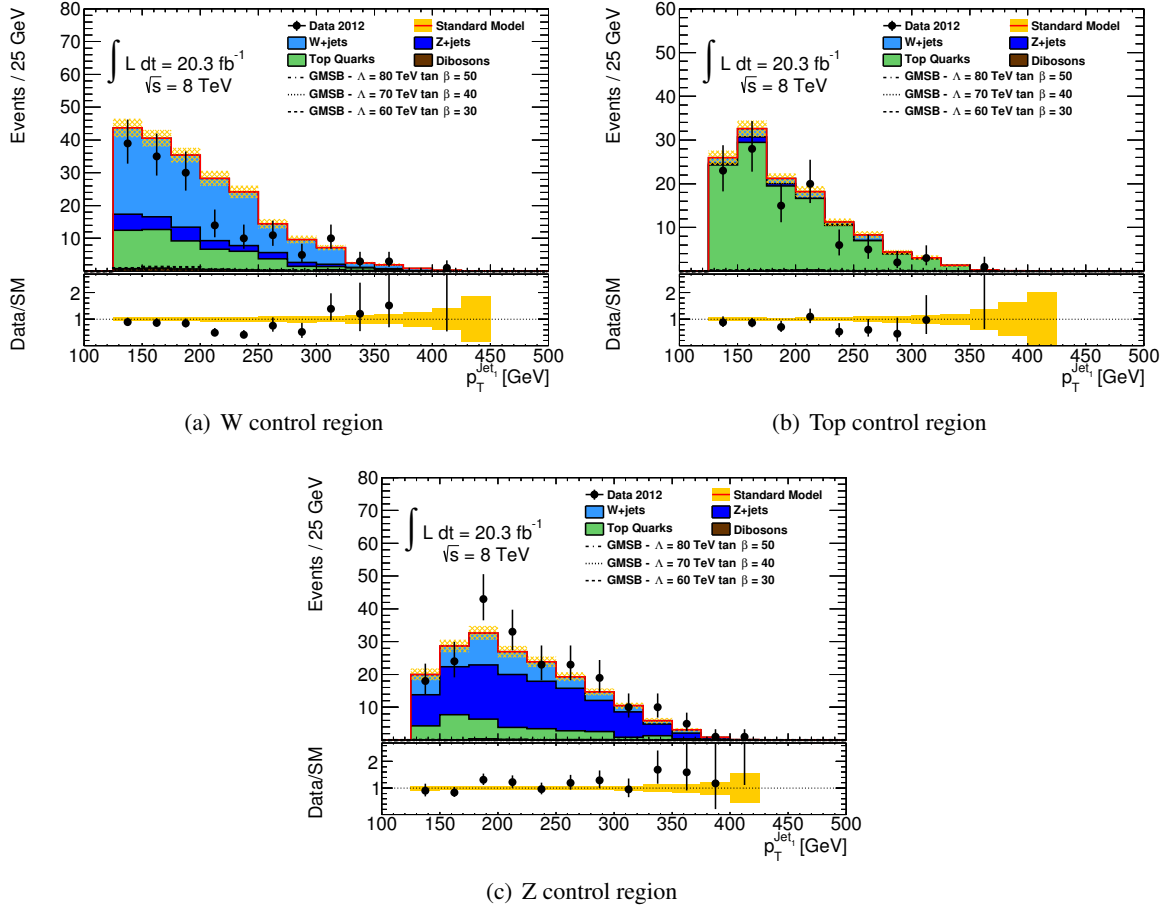 Events / 25 GeV
80
70
60
50
40
30
20
10
∫ L dt = 20.3 fb⁻¹
√s = 8 TeV
Data 2012
Standard Model
W+jets
Z+jets
Top Quarks
Dibosons
GMSB - Λ = 80 TeV tan β = 50
GMSB - Λ = 70 TeV tan β = 40
GMSB - Λ = 60 TeV tan β = 30
Data/SM
2
1
100 150 200 250 300 350 400 450 500
p_T^Jet₁ [GeV]
(a) W control region
Events / 25 GeV
60
50
40
30
20
10
∫ L dt = 20.3 fb⁻¹
√s = 8 TeV
Data 2012
Standard Model
W+jets
Z+jets
Top Quarks
Dibosons
GMSB - Λ = 80 TeV tan β = 50
GMSB - Λ = 70 TeV tan β = 40
GMSB - Λ = 60 TeV tan β = 30
Data/SM
2
1
100 150 200 250 300 350 400 450 500
p_T^Jet₁ [GeV]
(b) Top control region
Events / 25 GeV
80
70
60
50
40
30
20
10
∫ L dt = 20.3 fb⁻¹
√s = 8 TeV
Data 2012
Standard Model
W+jets
Z+jets
Top Quarks
Dibosons
GMSB - Λ = 80 TeV tan β = 50
GMSB - Λ = 70 TeV tan β = 40
GMSB - Λ = 60 TeV tan β = 30
Data/SM
2
1
100 150 200 250 300 350 400 450 500
p_T^Jet₁ [GeV]
(c) Z control region